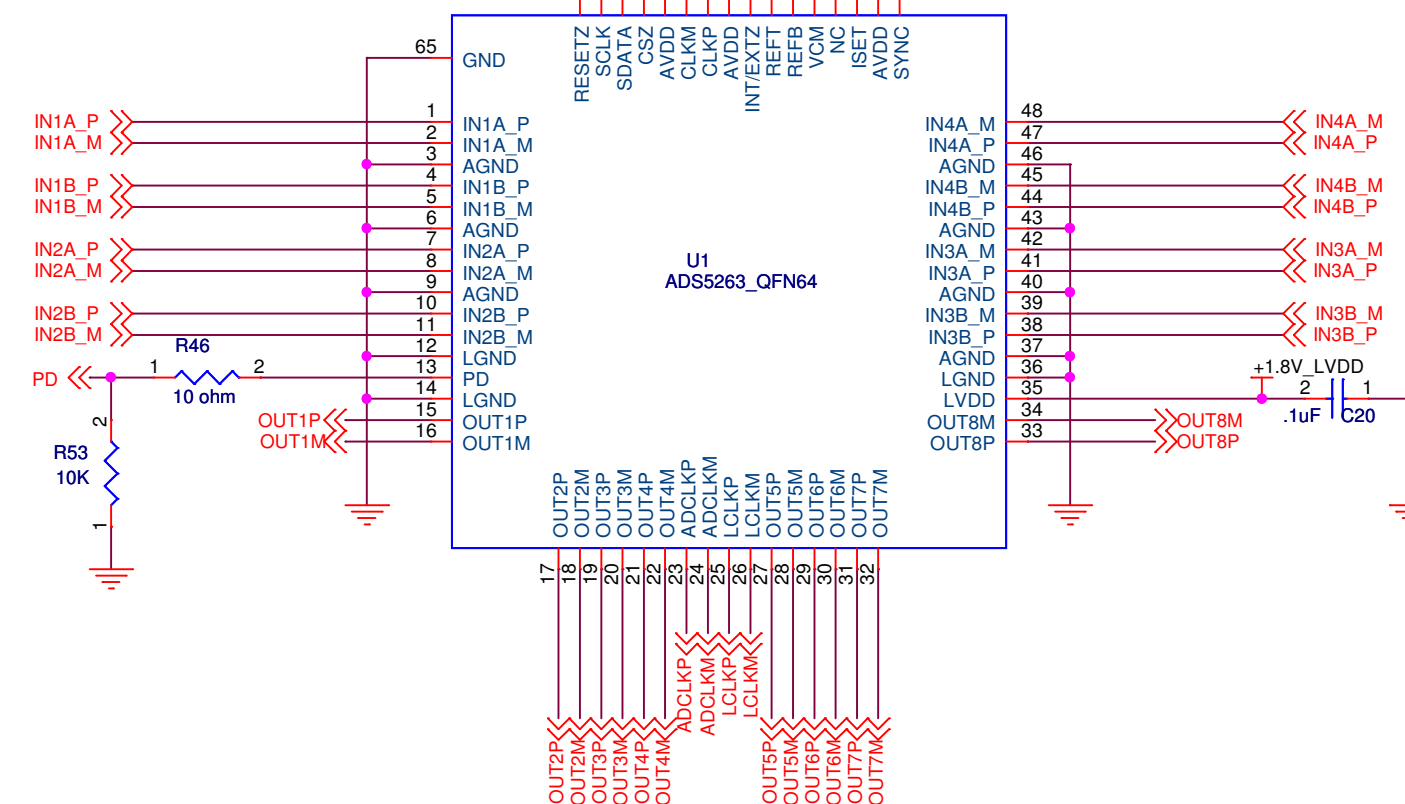 RESETZ
SCLK
SDATA
CSZ
AVDD
CLKM
CLKP
AVDD
INT/EXTZ
REFT
REFB
VCM
NC
ISET
AVDD
SYNC
65 GND
IN1A_P 1 IN1A_P
IN1A_M 2 IN1A_M
3 AGND
IN1B_P 4 IN1B_P
IN1B_M 5 IN1B_M
6 AGND
IN2A_P 7 IN2A_P
IN2A_M 8 IN2A_M
9 AGND
IN2B_P 10 IN2B_P
IN2B_M 11 IN2B_M
12 LGND
R46
PD 1 2 13 PD
10 ohm
14 LGND
OUT1P 15 OUT1P
OUT1M 16 OUT1M
2
R53
10K
1
U1
ADS5263_QFN64
IN4A_M 48 IN4A_M
IN4A_P 47 IN4A_P
AGND 46
IN4B_M 45 IN4B_M
IN4B_P 44 IN4B_P
AGND 43
IN3A_M 42 IN3A_M
IN3A_P 41 IN3A_P
AGND 40
IN3B_M 39 IN3B_M
IN3B_P 38 IN3B_P
AGND 37
LGND 36
+1.8V_LVDD
LVDD 35 2 1
.1uF C20
OUT8M 34 OUT8M
OUT8P 33 OUT8P
OUT2P
OUT2M
OUT3P
OUT3M
OUT4P
OUT4M
ADCLKP
ADCLKM
LCLKP
LCLKM
OUT5P
OUT5M
OUT6P
OUT6M
OUT7P
OUT7M
17
18
19
20
21
22
23
24
25
26
27
28
29
30
31
32
ADCLKP
ADCLKM
LCLKP
LCLKM
OUT2P
OUT2M
OUT3P
OUT3M
OUT4P
OUT4M
OUT5P
OUT5M
OUT6P
OUT6M
OUT7P
OUT7M